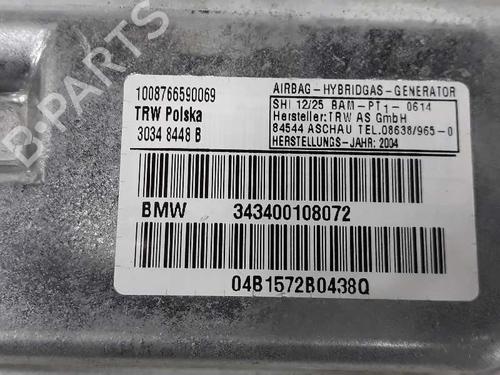 1008766590069
TRW Polska
3034 8448 B
AIRBAG - HYBRIDGAS - GENERATOR
SHI 12/25 BAM-PT1- 0614
Hersteller:TRW AS GmbH
84544 ASCHAU TEL.08638/965-0
HERSTELLUNGS-JAHR: 2004
BMW 343400108072
04B1572B0438Q
B-PARTS